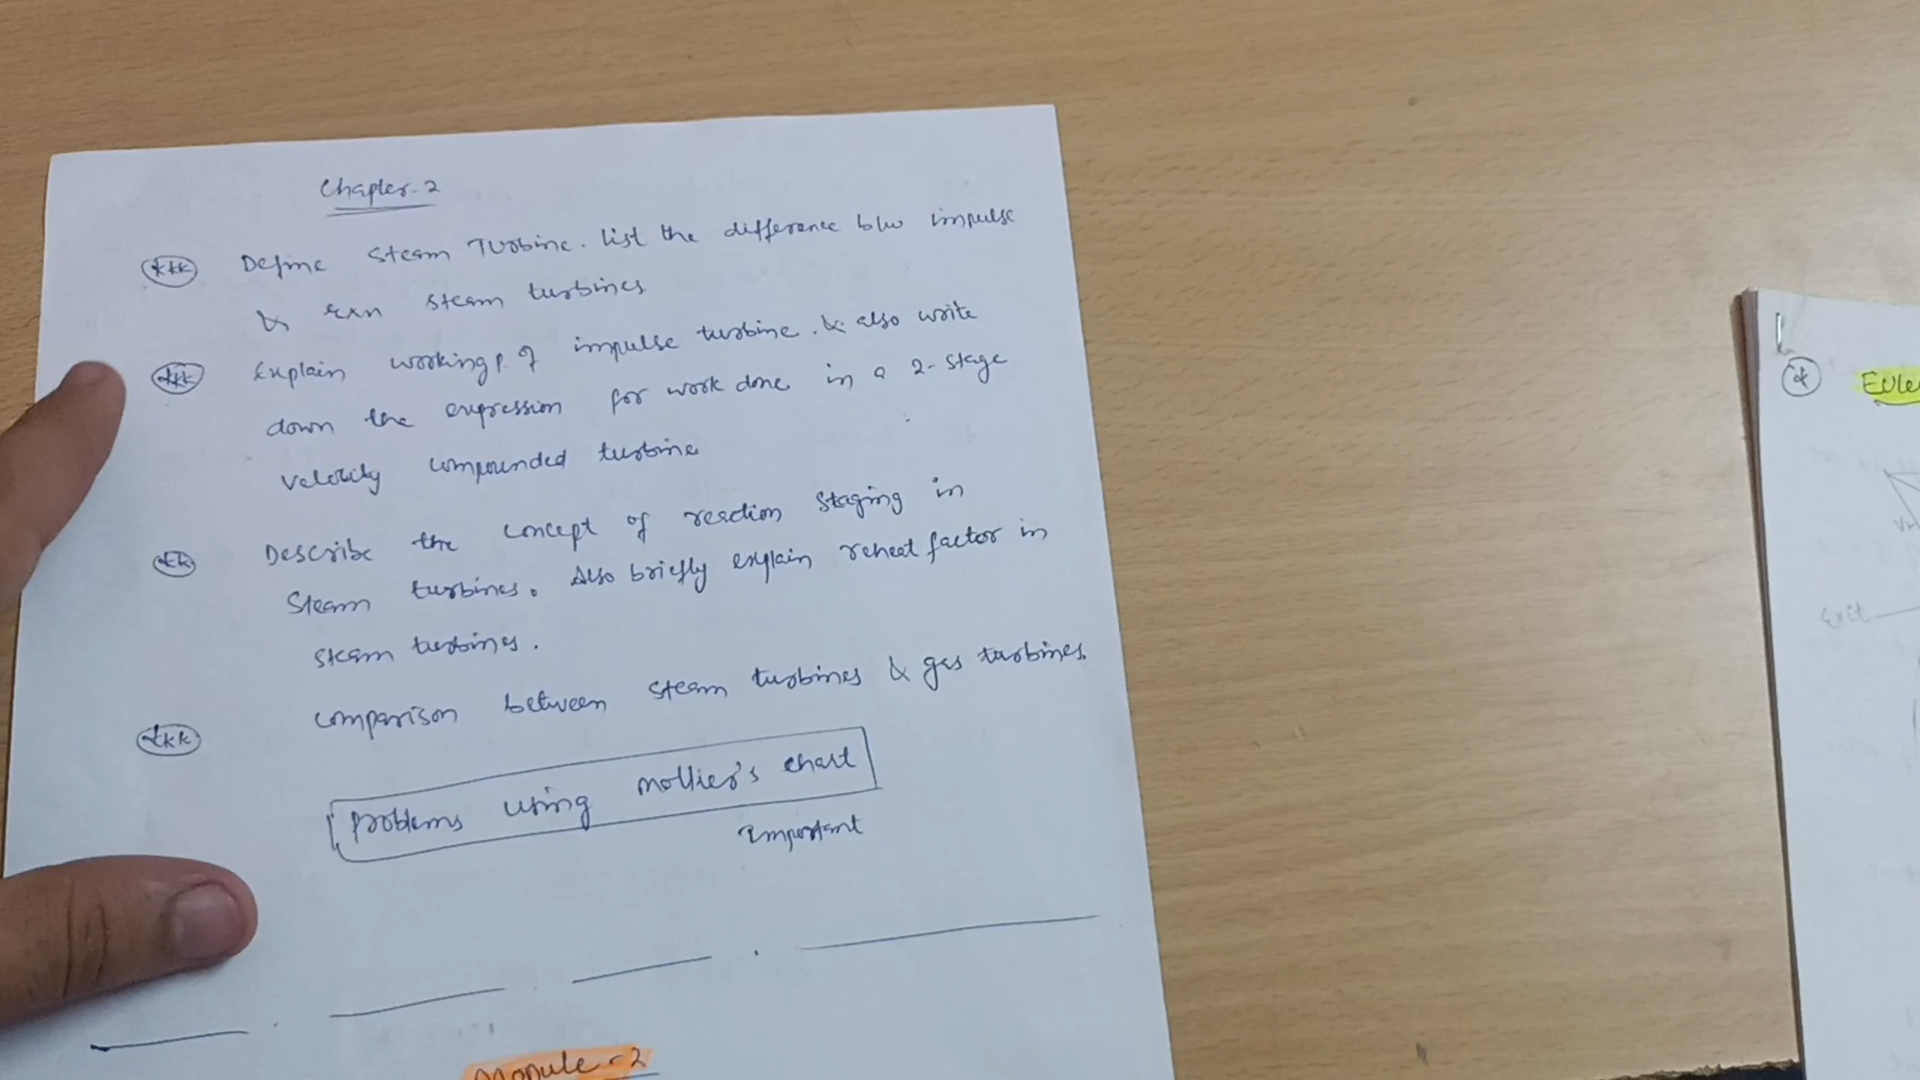 Chapter-2
*** Define Steam Turbine. List the difference b/w impulse
& rxn steam turbines
*** Explain working p. of impulse turbine. & also write
down the expression for work done in a 2-stage
velocity compounded turbine
** Describe the concept of reaction staging in
Steam turbines. Also briefly explain reheat factor in
steam turbines.
*** comparison between steam turbines & gas turbines.
problems using mollier's chart
Important
Module-2
Exit